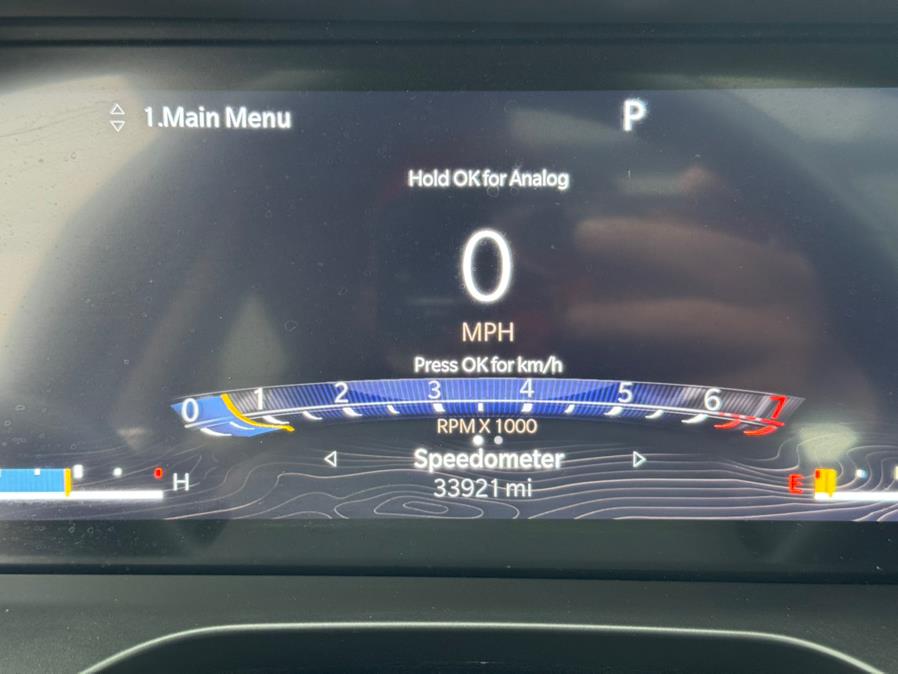 1.Main Menu
P
Hold OK for Analog
0
MPH
Press OK for km/h
0 1 2 3 4 5 6 7
RPM X 1000
Speedometer
H
E
33921 mi